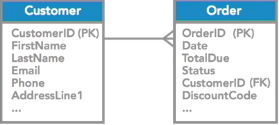 Customer
CustomerID (PK)
FirstName
LastName
Email
Phone
AddressLine1
...
Order
OrderID (PK)
Date
TotalDue
Status
CustomerID (FK)
DiscountCode
...